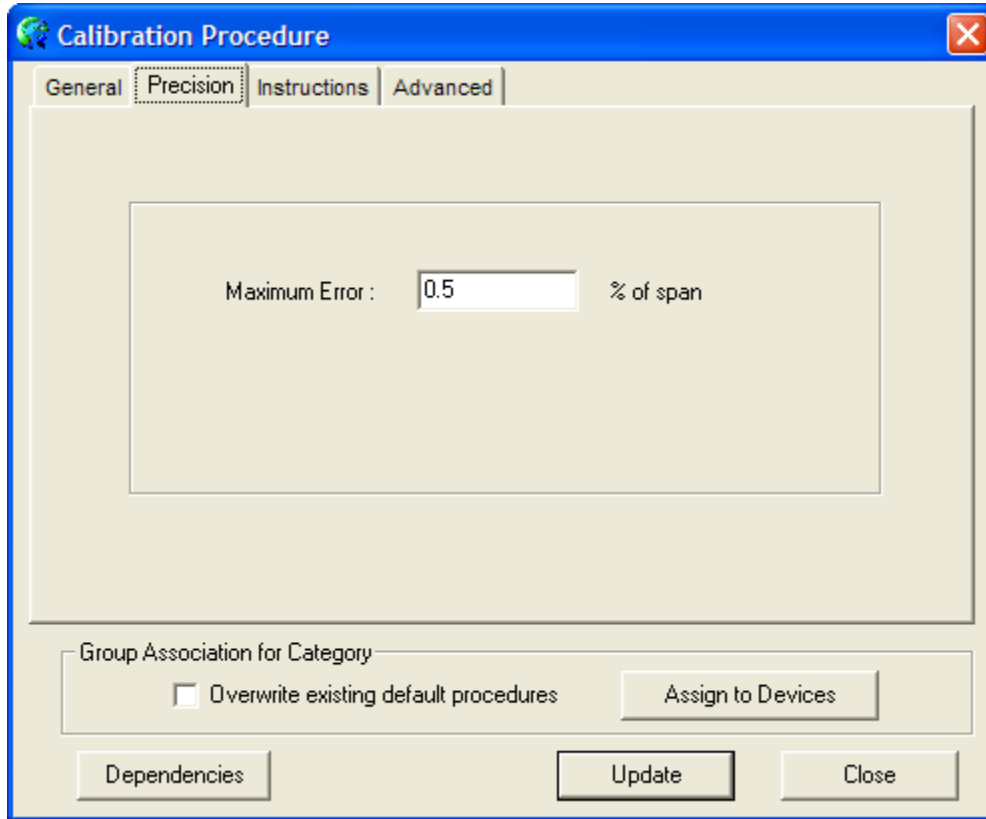 Calibration Procedure
General Precision Instructions Advanced
Maximum Error : 0.5 % of span
Group Association for Category
Overwrite existing default procedures Assign to Devices
Dependencies Update Close